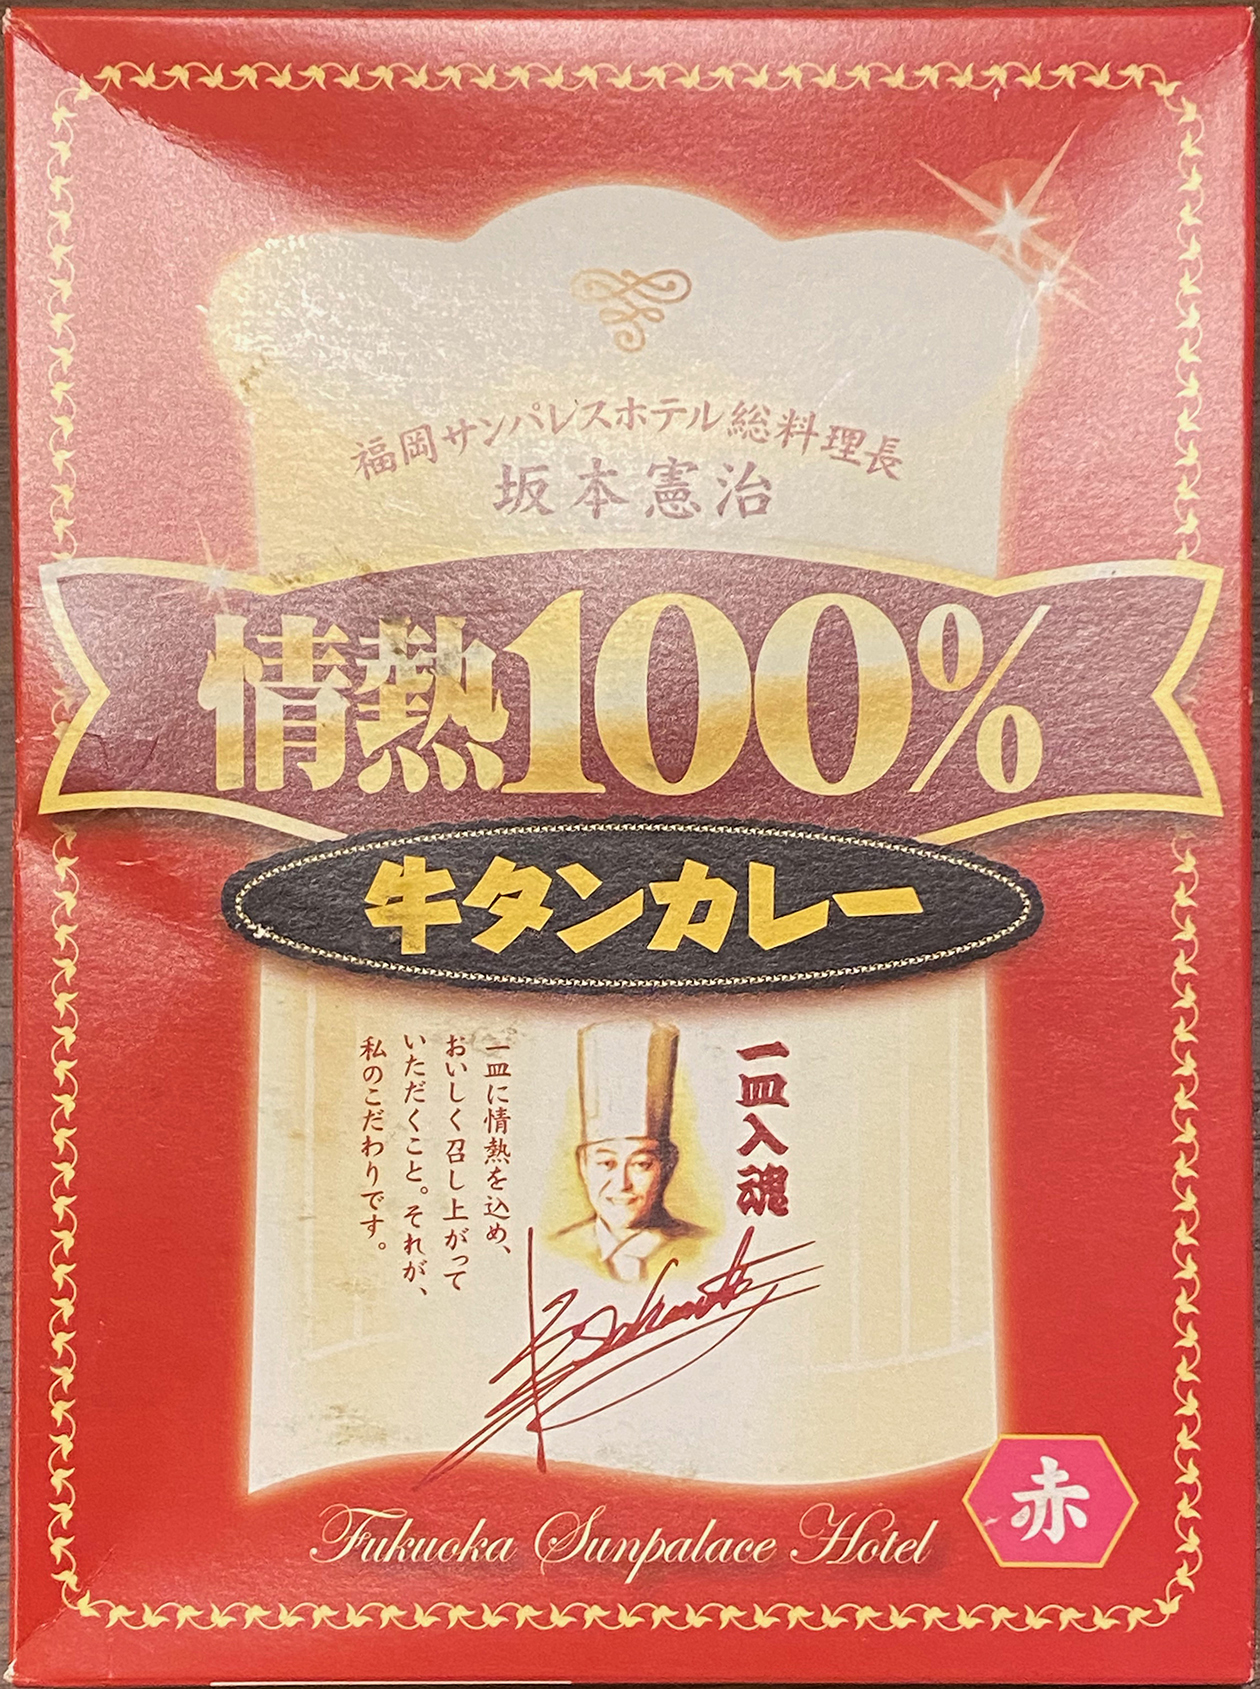 福岡サンパレスホテル総料理長
坂本憲治
情熱100%
牛タンカレー
一皿入魂
一皿に情熱を込め、
おいしく召し上がって
いただくこと。それが、
私のこだわりです。
Fukuoka Sunpalace Hotel
赤